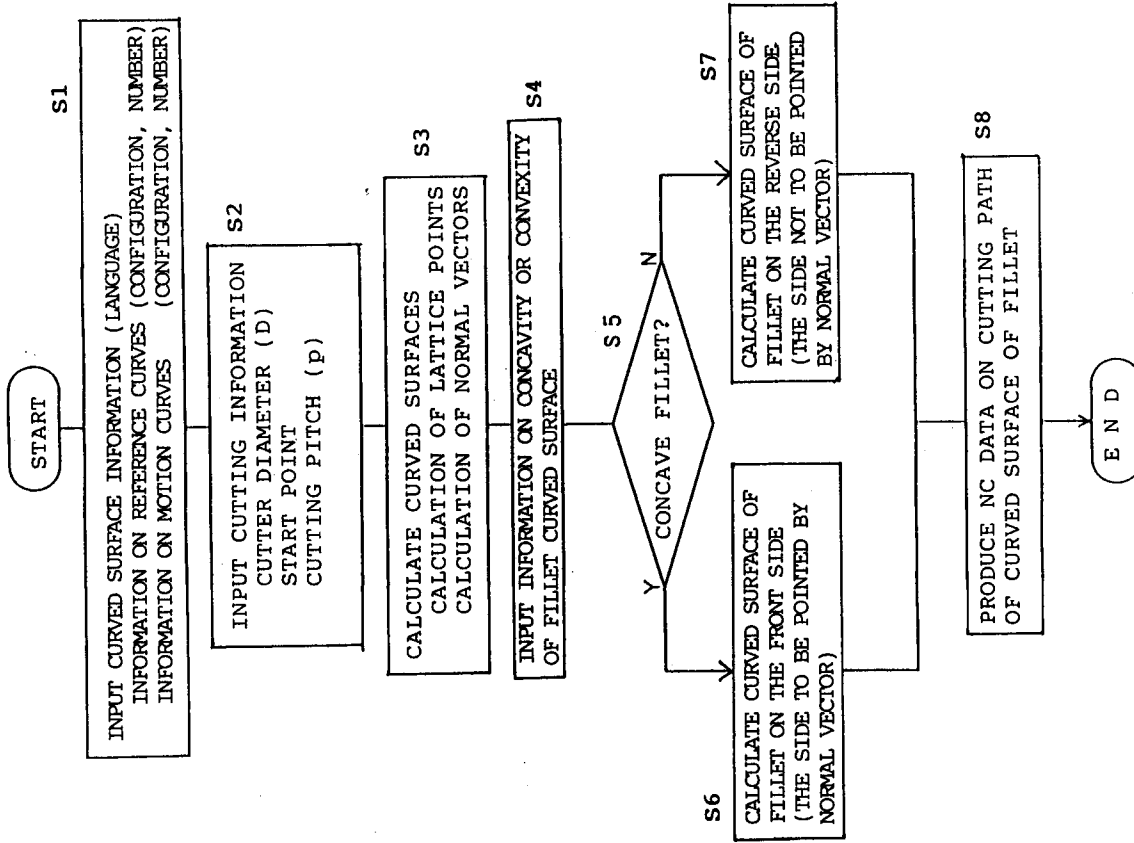 START
S1
INPUT CURVED SURFACE INFORMATION (LANGUAGE)
INFORMATION ON REFERENCE CURVES (CONFIGURATION, NUMBER)
INFORMATION ON MOTION CURVES (CONFIGURATION, NUMBER)
S2
INPUT CUTTING INFORMATION
CUTTER DIAMETER (D)
START POINT
CUTTING PITCH (p)
S3
CALCULATE CURVED SURFACES
CALCULATION OF LATTICE POINTS
CALCULATION OF NORMAL VECTORS
S4
INPUT INFORMATION ON CONCAVITY OR CONVEXITY
OF FILLET CURVED SURFACE
S5
CONCAVE FILLET?
Y
N
S6
CALCULATE CURVED SURFACE OF
FILLET ON THE FRONT SIDE
(THE SIDE TO BE POINTED BY
NORMAL VECTOR)
S7
CALCULATE CURVED SURFACE OF
FILLET ON THE REVERSE SIDE
(THE SIDE NOT TO BE POINTED
BY NORMAL VECTOR)
S8
PRODUCE NC DATA ON CUTTING PATH
OF CURVED SURFACE OF FILLET
END